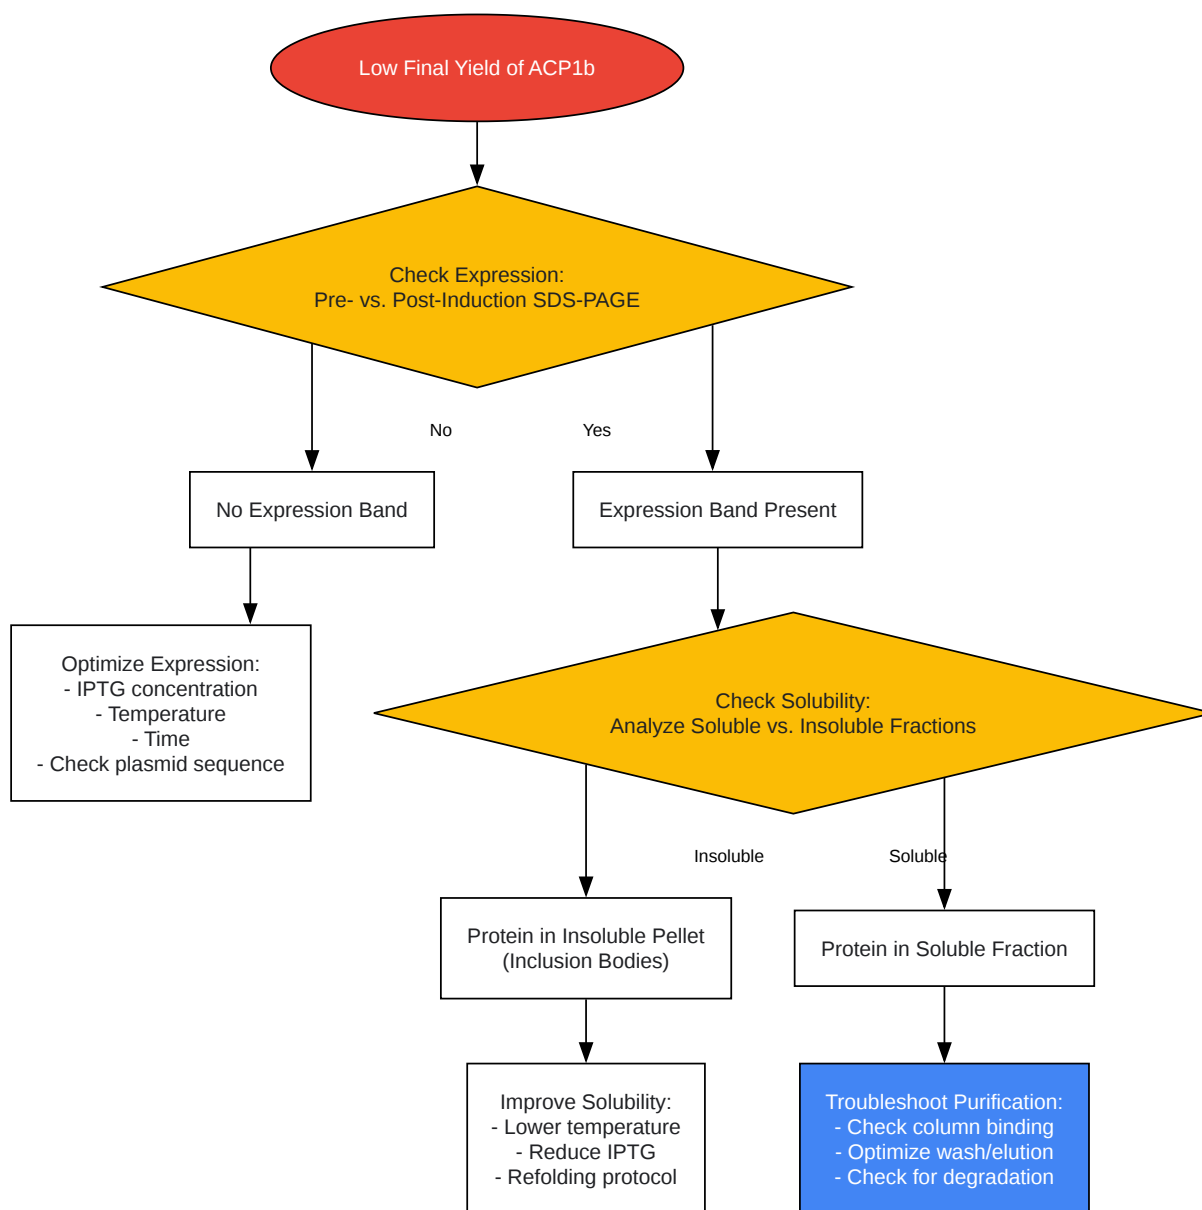 Low Final Yield of ACP1b
Check Expression:
Pre- vs. Post-Induction SDS-PAGE
No
Yes
No Expression Band
Expression Band Present
Optimize Expression:
- IPTG concentration
- Temperature
- Time
- Check plasmid sequence
Check Solubility:
Analyze Soluble vs. Insoluble Fractions
Insoluble
Soluble
Protein in Insoluble Pellet
(Inclusion Bodies)
Protein in Soluble Fraction
Improve Solubility:
- Lower temperature
- Reduce IPTG
- Refolding protocol
Troubleshoot Purification:
- Check column binding
- Optimize wash/elution
- Check for degradation